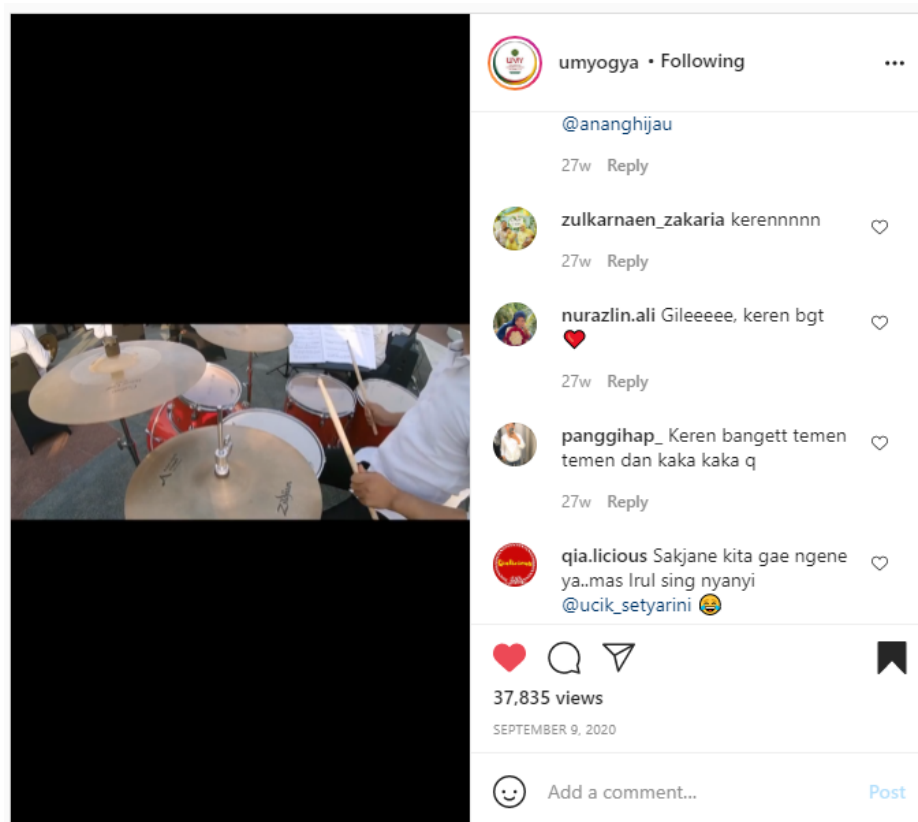 umyogya • Following
@ananghijau
27w Reply
zulkarnaen_zakaria kerennnnn
27w Reply
nurazlin.ali Gileeeee, keren bgt
27w Reply
panggihap_ Keren bangett temen
temen dan kaka kaka q
27w Reply
qia.licious Sakjane kita gae ngene
ya..mas Irul sing nyanyi
@ucik_setyarini
37,835 views
SEPTEMBER 9, 2020
Add a comment...
Post
Zildjian
UMY